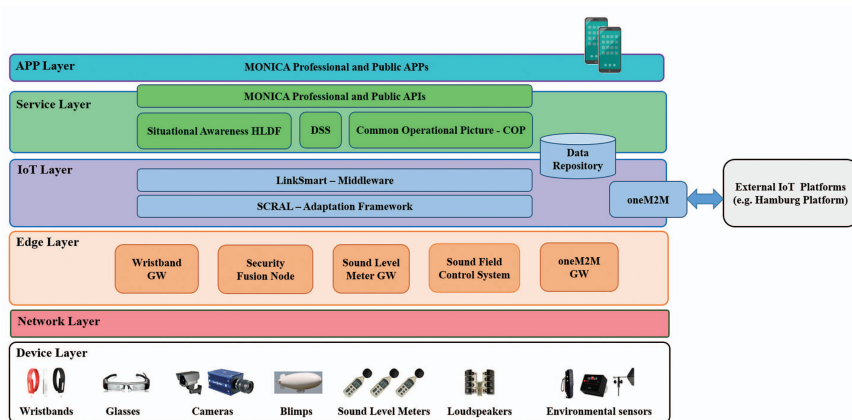 APP Layer
MONICA Professional and Public APPs
Service Layer
MONICA Professional and Public APIs
Situational Awareness HLDF
DSS
Common Operational Picture - COP
Data
Repository
IoT Layer
LinkSmart – Middleware
SCRAL – Adaptation Framework
oneM2M
External IoT Platforms
(e.g. Hamburg Platform)
Edge Layer
Wristband
GW
Security
Fusion Node
Sound Level
Meter GW
Sound Field
Control System
oneM2M
GW
Network Layer
Device Layer
Wristbands
Glasses
Cameras
Blimps
Sound Level Meters
Loudspeakers
Environmental sensors